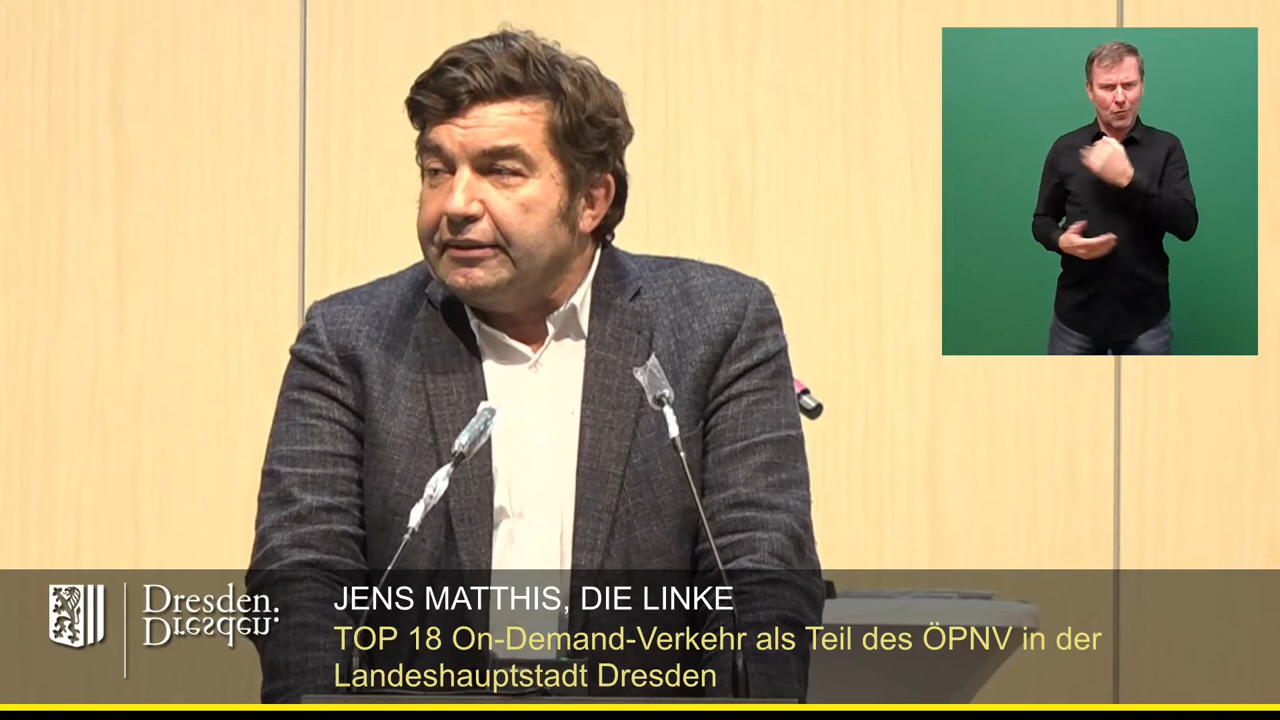 Dresden.
Dresden.
JENS MATTHIS, DIE LINKE
TOP 18 On-Demand-Verkehr als Teil des ÖPNV in der
Landeshauptstadt Dresden